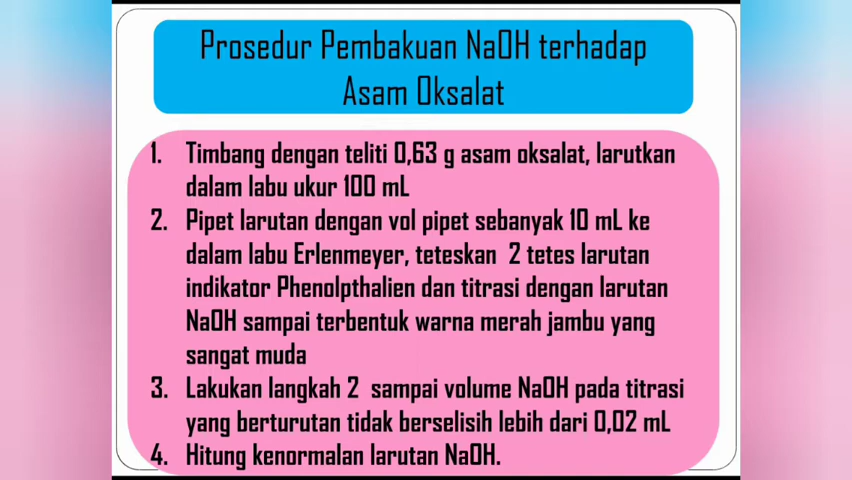 Prosedur Pembakuan NaOH terhadap
Asam Oksalat
1. Timbang dengan teliti 0,63 g asam oksalat, larutkan
dalam labu ukur 100 mL
2. Pipet larutan dengan vol pipet sebanyak 10 mL ke
dalam labu Erlenmeyer, teteskan 2 tetes larutan
indikator Phenolpthalien dan titrasi dengan larutan
NaOH sampai terbentuk warna merah jambu yang
sangat muda
3. Lakukan langkah 2 sampai volume NaOH pada titrasi
yang berturutan tidak berselisih lebih dari 0,02 mL
4. Hitung kenormalan larutan NaOH.